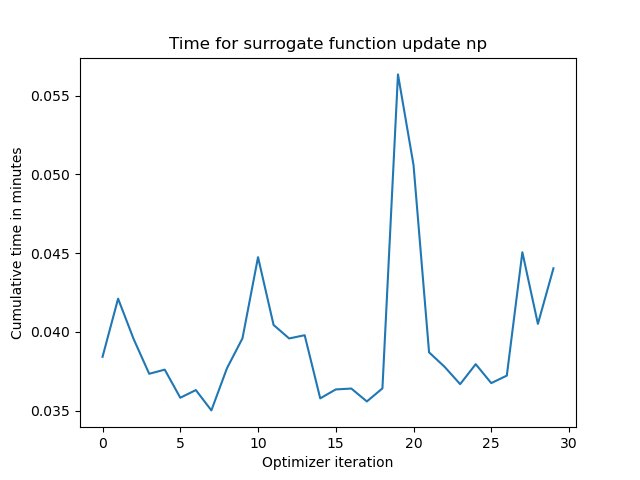 Time for surrogate function update np
Cumulative time in minutes
0.055
0.050
0.045
0.040
0.035
0 5 10 15 20 25 30
Optimizer iteration